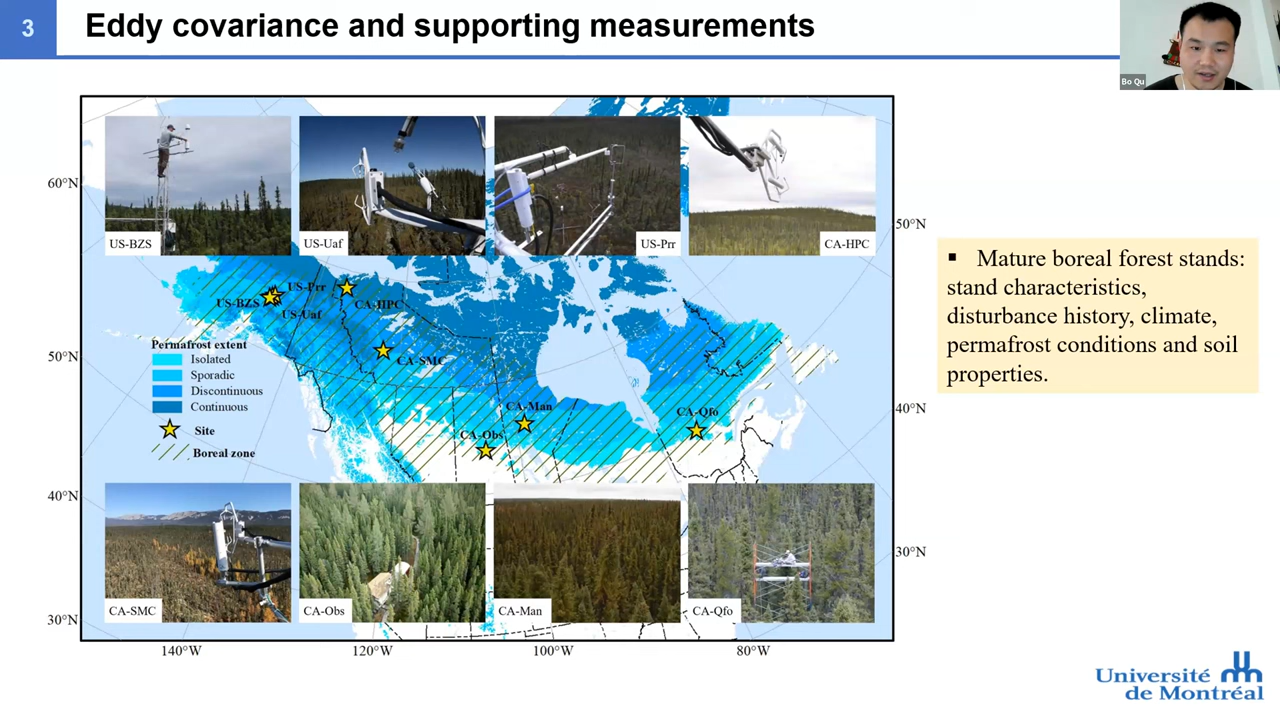 3
Eddy covariance and supporting measurements
Bo Qu
60°N
50°N
40°N
30°N
50°N
40°N
30°N
140°W
120°W
100°W
80°W
US-BZS
US-Uaf
US-Prr
CA-HPC
US-Prr
US-BZS
US-Uaf
CA-HPC
CA-SMC
CA-Man
CA-Obs
CA-Qfo
Permafrost extent
Isolated
Sporadic
Discontinuous
Continuous
Site
Boreal zone
CA-SMC
CA-Obs
CA-Man
CA-Qfo
▪ Mature boreal forest stands:
stand characteristics,
disturbance history, climate,
permafrost conditions and soil
properties.
Université
de Montréal